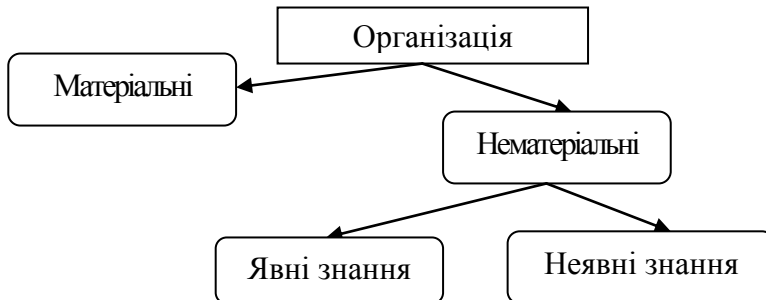 Організація
Матеріальні
Нематеріальні
Явні знання
Неявні знання